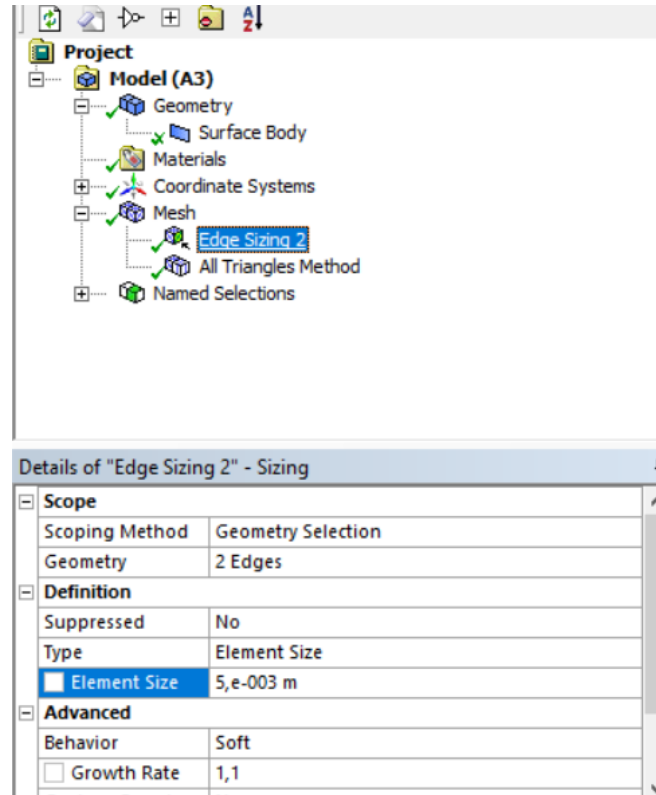 Project
Model (A3)
Geometry
Surface Body
Materials
Coordinate Systems
Mesh
Edge Sizing 2
All Triangles Method
Named Selections
Details of "Edge Sizing 2" - Sizing
Scope
Scoping Method Geometry Selection
Geometry 2 Edges
Definition
Suppressed No
Type Element Size
Element Size 5,e-003 m
Advanced
Behavior Soft
Growth Rate 1,1